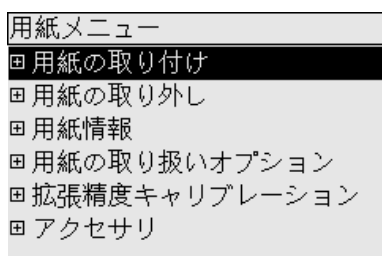 用紙メニュー
用紙の取り付け
用紙の取り外し
用紙情報
用紙の取り扱いオプション
拡張精度キャリブレーション
アクセサリ